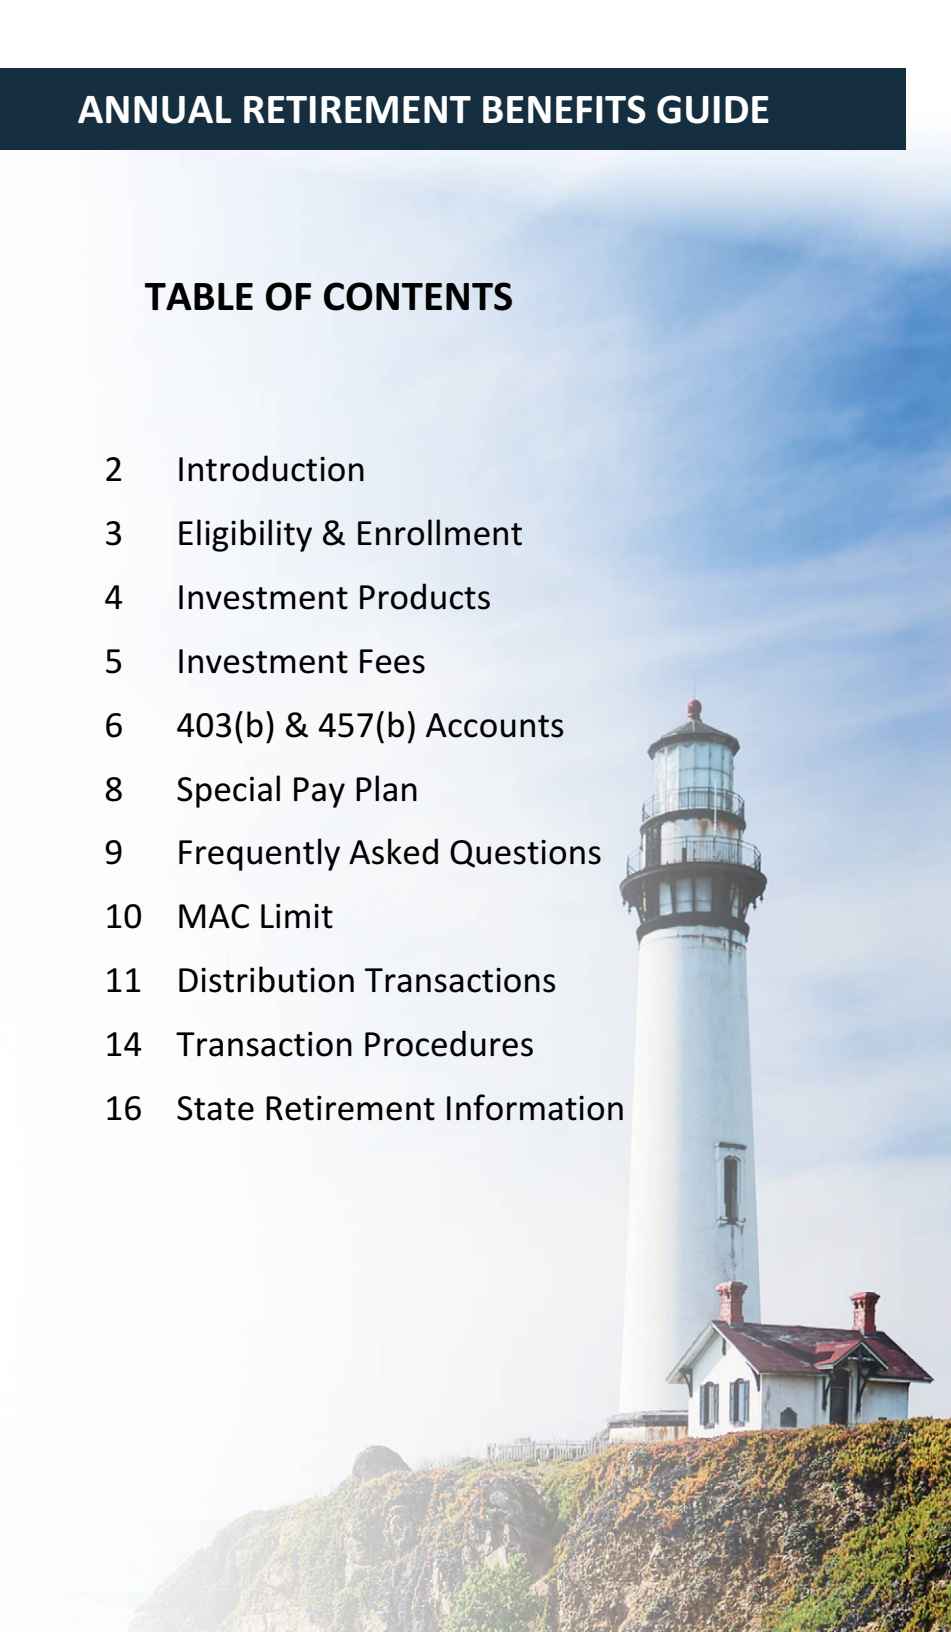 ANNUAL RETIREMENT BENEFITS GUIDE
TABLE OF CONTENTS
2 Introduction
3 Eligibility & Enrollment
4 Investment Products
5 Investment Fees
6 403(b) & 457(b) Accounts
8 Special Pay Plan
9 Frequently Asked Questions
10 MAC Limit
11 Distribution Transactions
14 Transaction Procedures
16 State Retirement Information